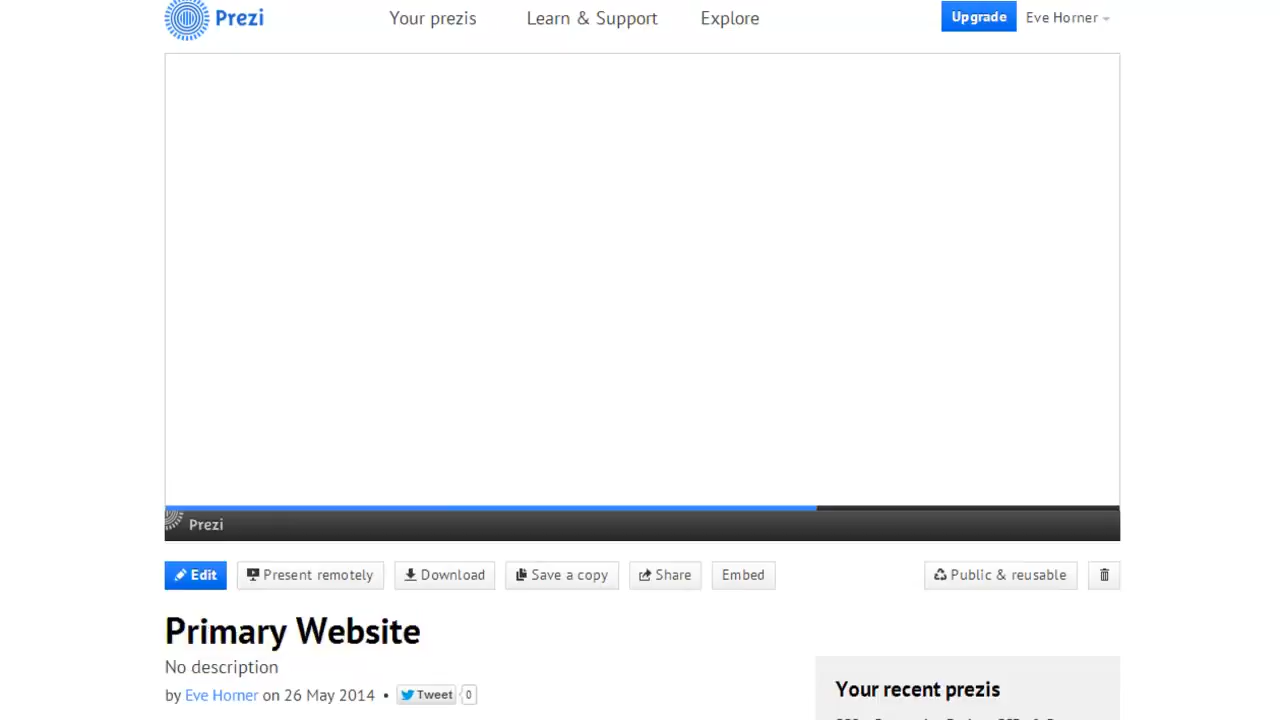 Prezi
Your prezis
Learn & Support
Explore
Upgrade
Eve Horner
Prezi
Edit
Present remotely
Download
Save a copy
Share
Embed
Public & reusable
Primary Website
No description
by Eve Horner on 26 May 2014 • Tweet 0
Your recent prezis